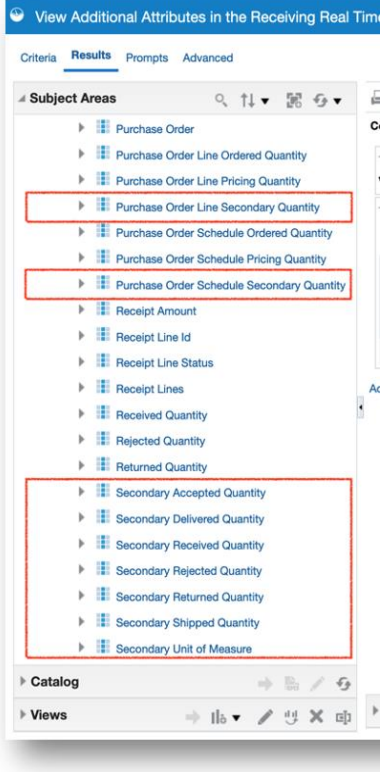 View Additional Attributes in the Receiving Real Time
Criteria Results Prompts Advanced
Subject Areas
Purchase Order
Purchase Order Line Ordered Quantity
Purchase Order Line Pricing Quantity
Purchase Order Line Secondary Quantity
Purchase Order Schedule Ordered Quantity
Purchase Order Schedule Pricing Quantity
Purchase Order Schedule Secondary Quantity
Receipt Amount
Receipt Line Id
Receipt Line Status
Receipt Lines
Received Quantity
Rejected Quantity
Returned Quantity
Secondary Accepted Quantity
Secondary Delivered Quantity
Secondary Received Quantity
Secondary Rejected Quantity
Secondary Returned Quantity
Secondary Shipped Quantity
Secondary Unit of Measure
Catalog
Views